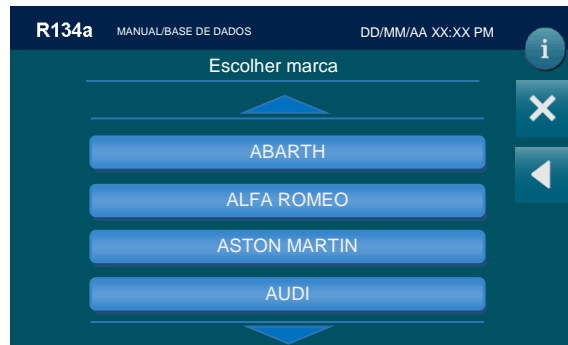 R134a MANUAL/BASE DE DADOS DD/MM/AA XX:XX PM
i
Escolher marca
ABARTH
ALFA ROMEO
ASTON MARTIN
AUDI